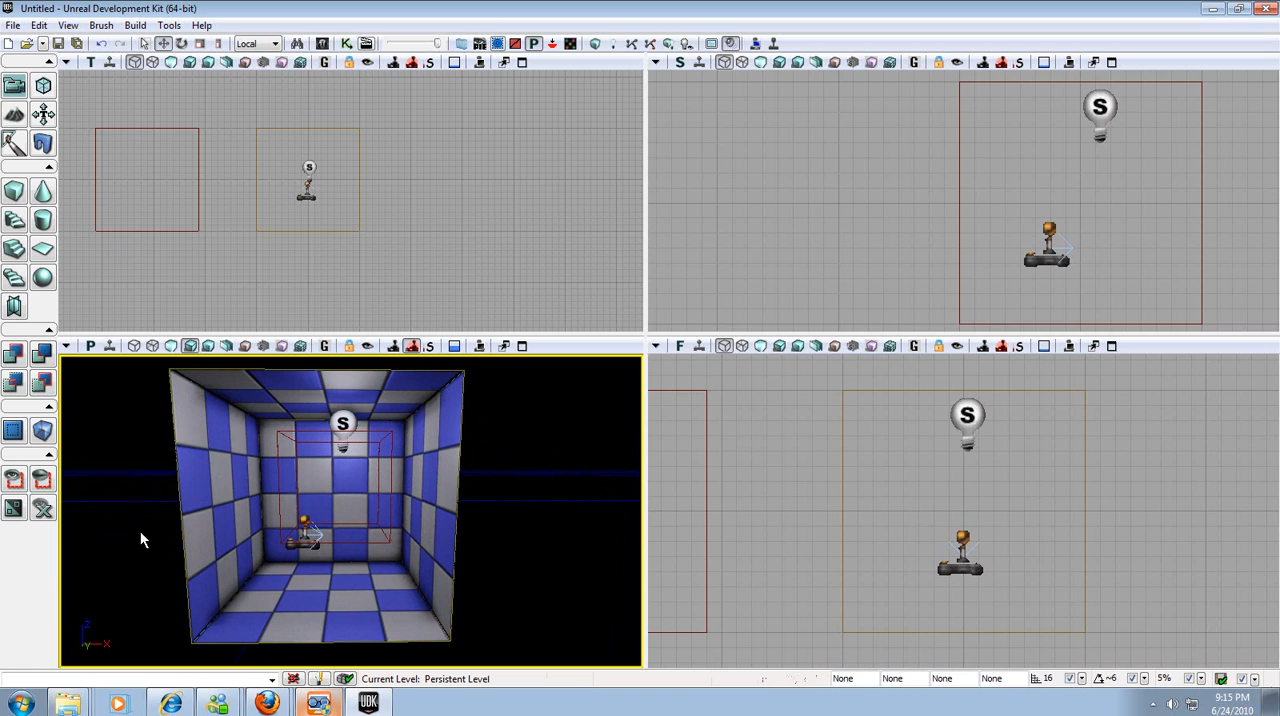 Untitled - Unreal Development Kit (64-bit)
File Edit View Brush Build Tools Help
Local
T G S
S G S
S
S
P G S
F G S
S
S
Z
Y X
Current Level: Persistent Level
None None None None 16 ~6 5%
UDK
9:15 PM
6/24/2010